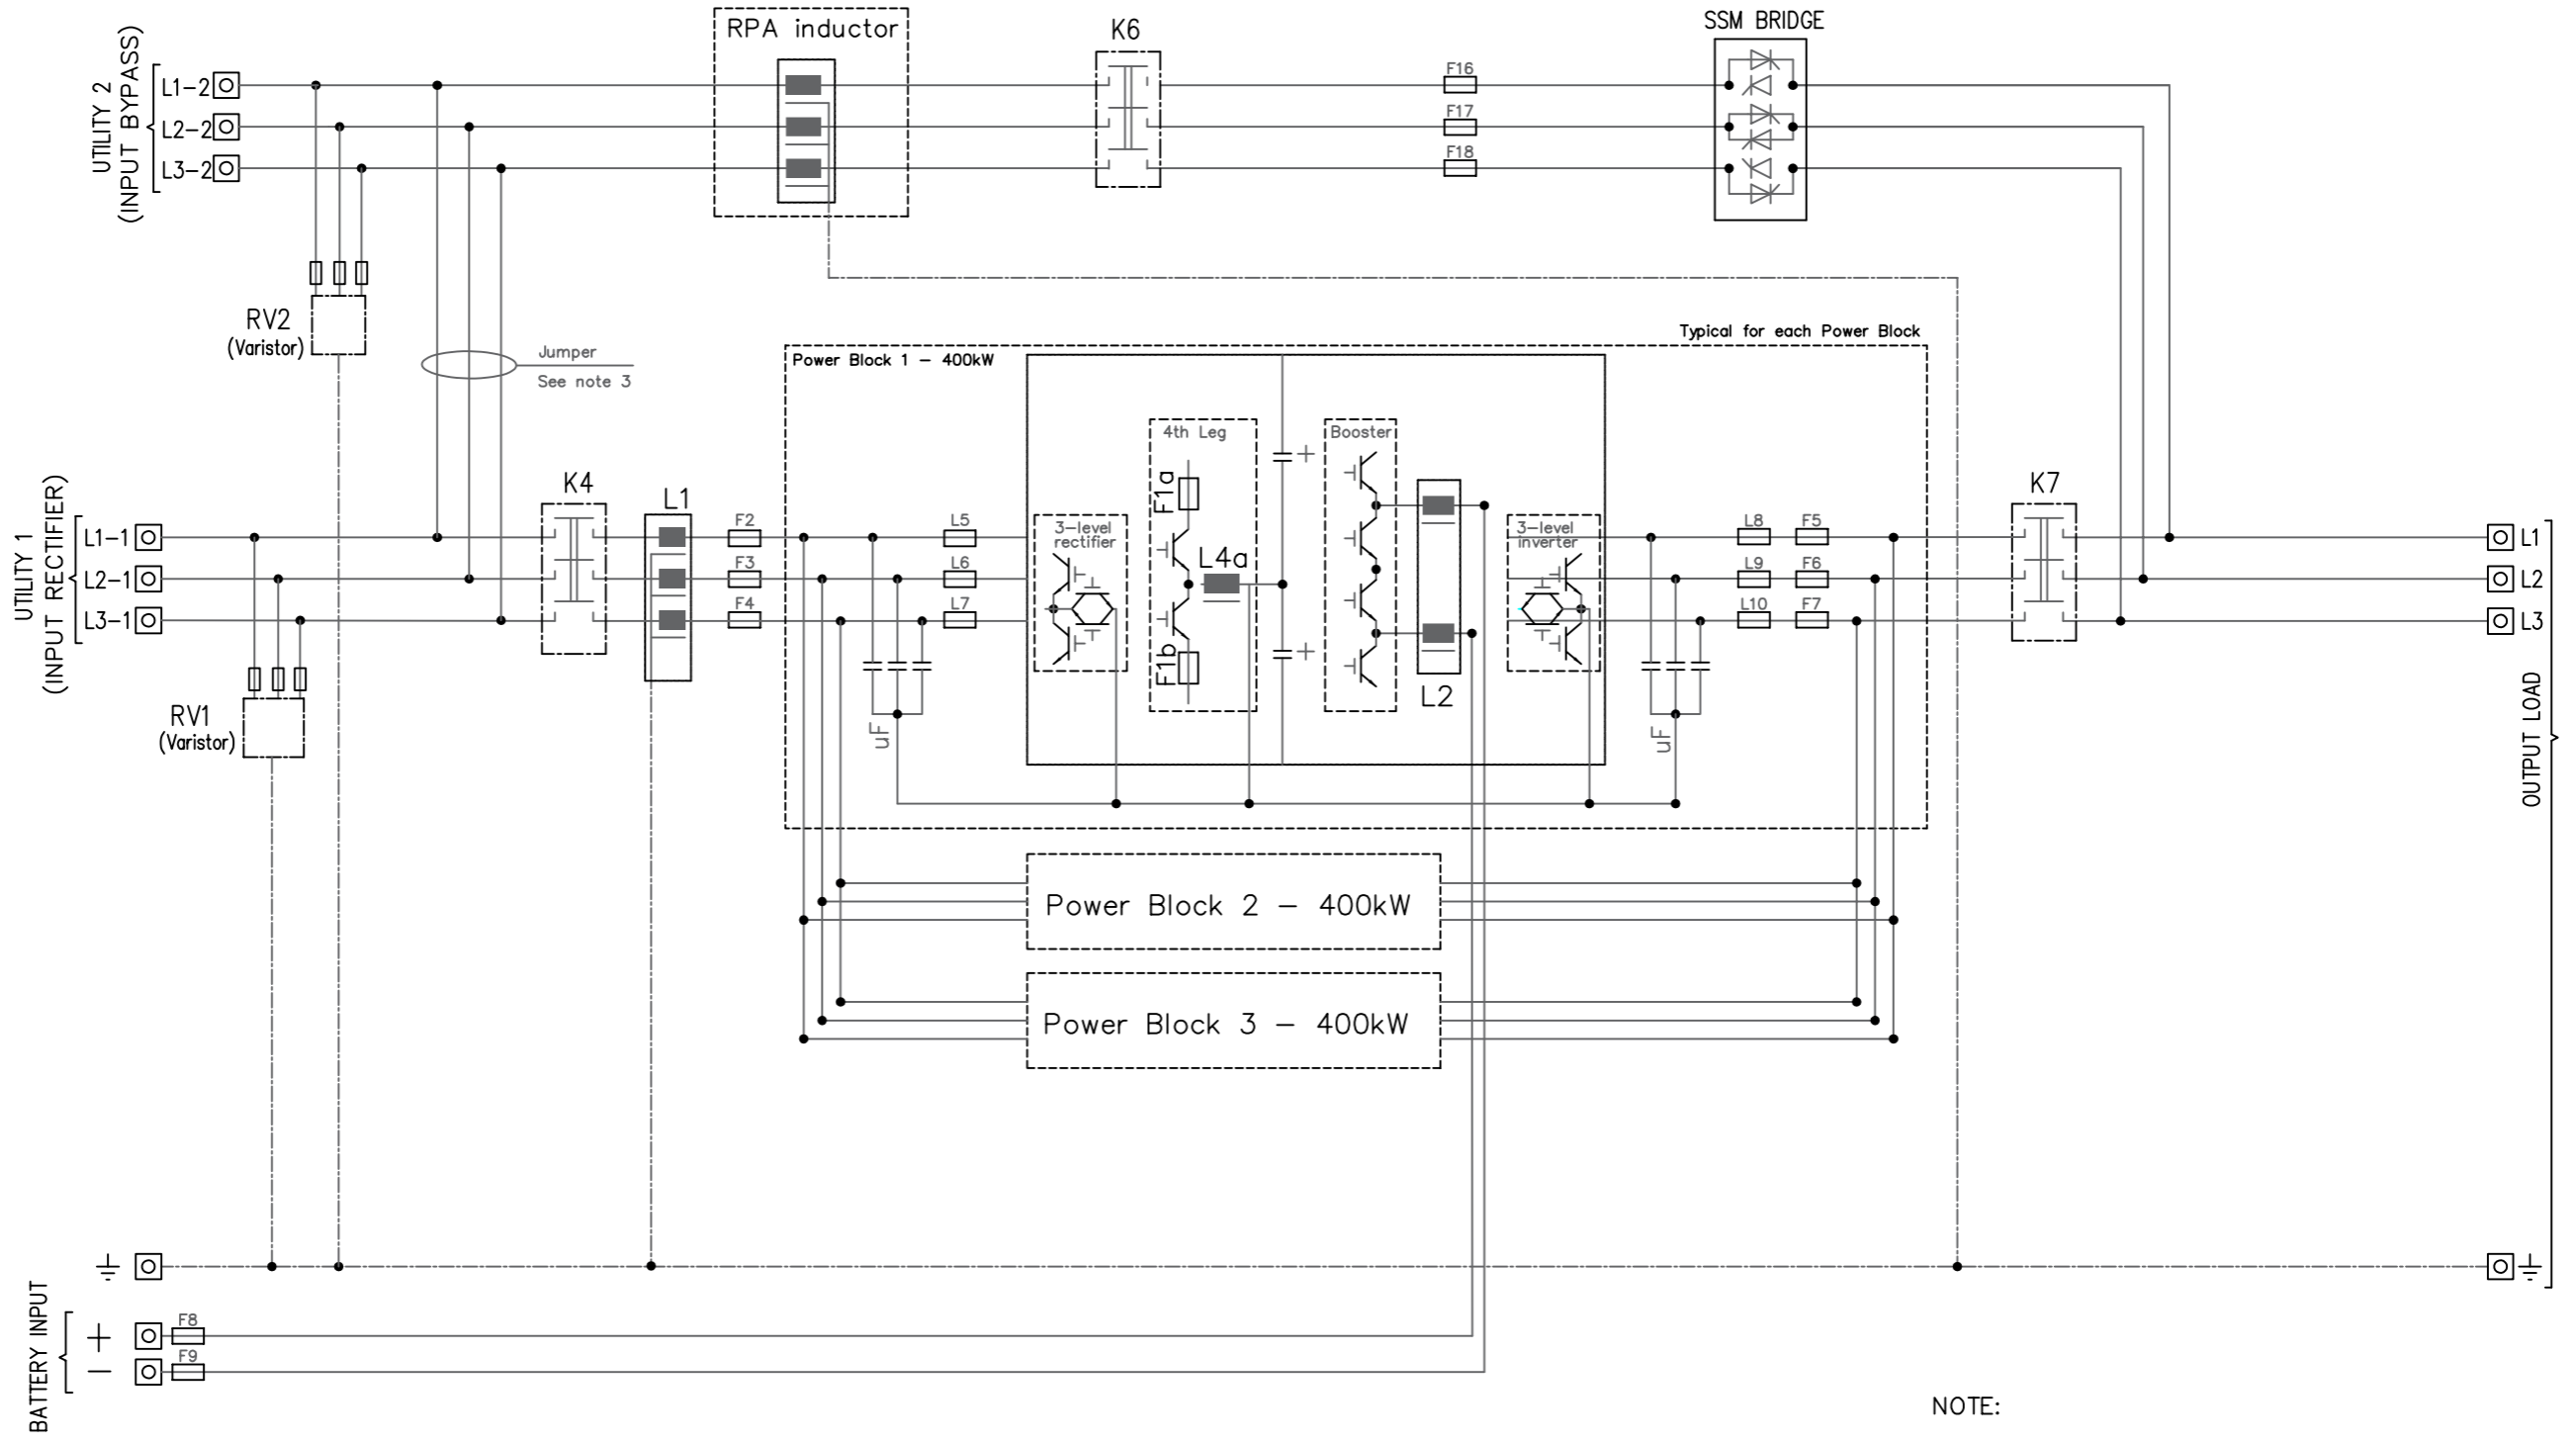 RPA inductor
K6
SSM BRIDGE
UTILITY 2
(INPUT BYPASS)
L1-2
L2-2
L3-2
F16
F17
F18
RV2
(Varistor)
Jumper
See note 3
Typical for each Power Block
Power Block 1 - 400kW
4th Leg
Booster
F1a
L4a
F1b
3-level
rectifier
3-level
inverter
L2
UTILITY 1
(INPUT RECTIFIER)
L1-1
L2-1
L3-1
K4
L1
F2
F3
F4
L5
L6
L7
L8
L9
L10
F5
F6
F7
K7
L1
L2
L3
RV1
(Varistor)
uF
+
+
uF
OUTPUT LOAD
Power Block 2 - 400kW
Power Block 3 - 400kW
BATTERY INPUT
+
-
F8
F9
NOTE: